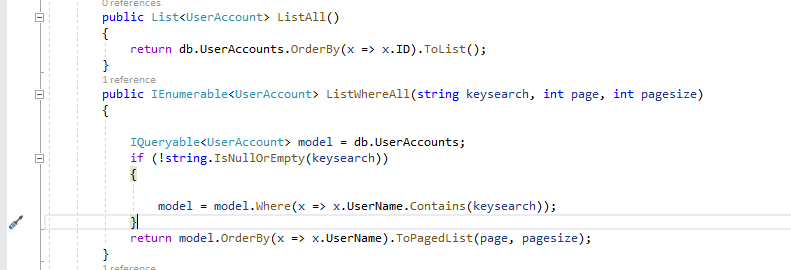 0 references
public List<UserAccount> ListAll()
{
return db.UserAccounts.OrderBy(x => x.ID).ToList();
}
1 reference
public IEnumerable<UserAccount> ListWhereAll(string keysearch, int page, int pagesize)
{
IQueryable<UserAccount> model = db.UserAccounts;
if (!string.IsNullOrEmpty(keysearch))
{
model = model.Where(x => x.UserName.Contains(keysearch));
}
return model.OrderBy(x => x.UserName).ToPagedList(page, pagesize);
}
1 reference